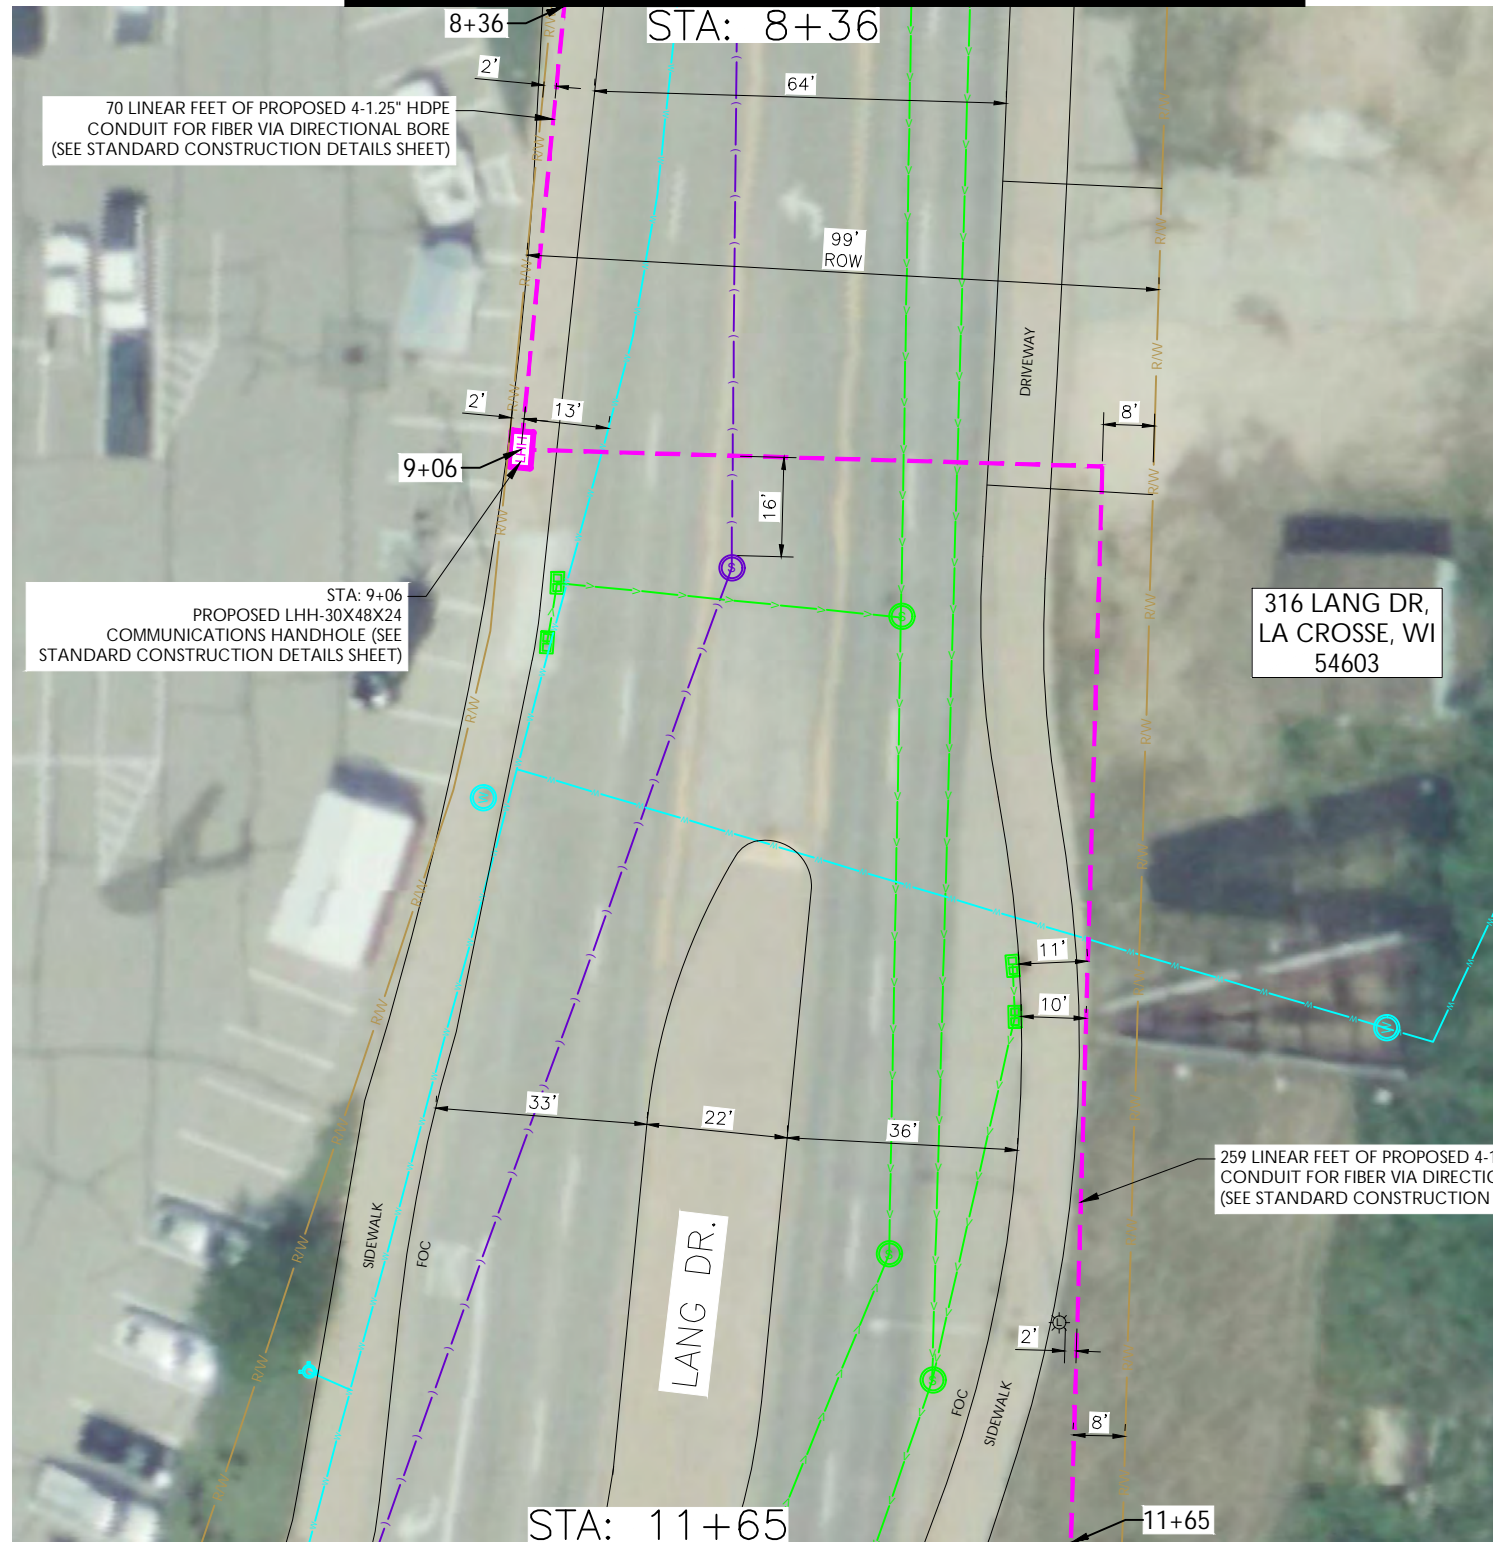 8+36
STA: 8+36
2'
64'
70 LINEAR FEET OF PROPOSED 4-1.25" HDPE
CONDUIT FOR FIBER VIA DIRECTIONAL BORE
(SEE STANDARD CONSTRUCTION DETAILS SHEET)
R/W
R/W
R/W
R/W
99'
ROW
R/W
R/W
DRIVEWAY
R/W
R/W
2'
13'
8'
LHH
9+06
R/W
16'
R/W
S
STA: 9+06
PROPOSED LHH-30X48X24
COMMUNICATIONS HANDHOLE (SEE
STANDARD CONSTRUCTION DETAILS SHEET)
316 LANG DR,
LA CROSSE, WI
54603
R/W
R/W
R/W
W
R/W
R/W
11'
R/W
10'
R/W
W
33'
22'
36'
R/W
R/W
259 LINEAR FEET OF PROPOSED 4-1
CONDUIT FOR FIBER VIA DIRECTIO
(SEE STANDARD CONSTRUCTION
SIDEWALK
FOC
R/W
R/W
LANG DR.
L
2'
R/W
R/W
FOC
SIDEWALK
8'
R/W
R/W
STA: 11+65
11+65